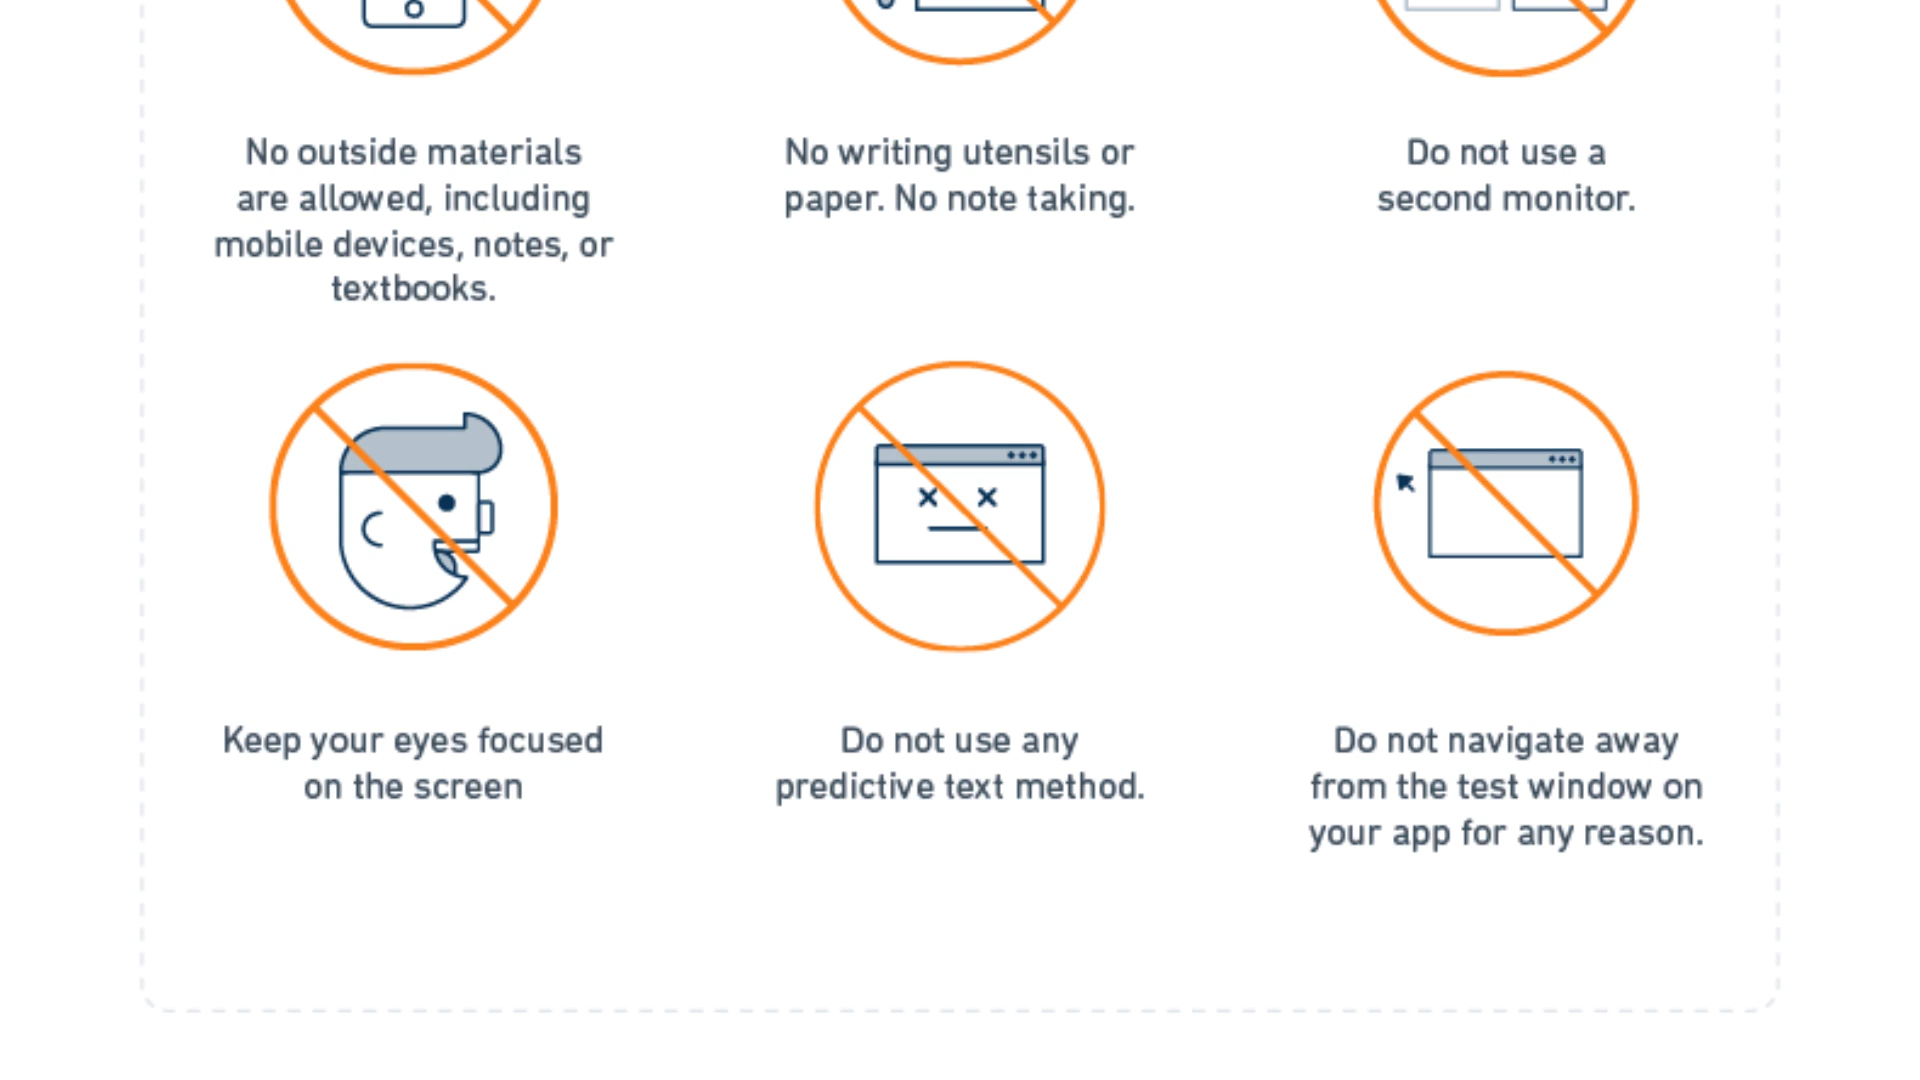 No outside materials
are allowed, including
mobile devices, notes, or
textbooks.
No writing utensils or
paper. No note taking.
Do not use a
second monitor.
Keep your eyes focused
on the screen
Do not use any
predictive text method.
Do not navigate away
from the test window on
your app for any reason.